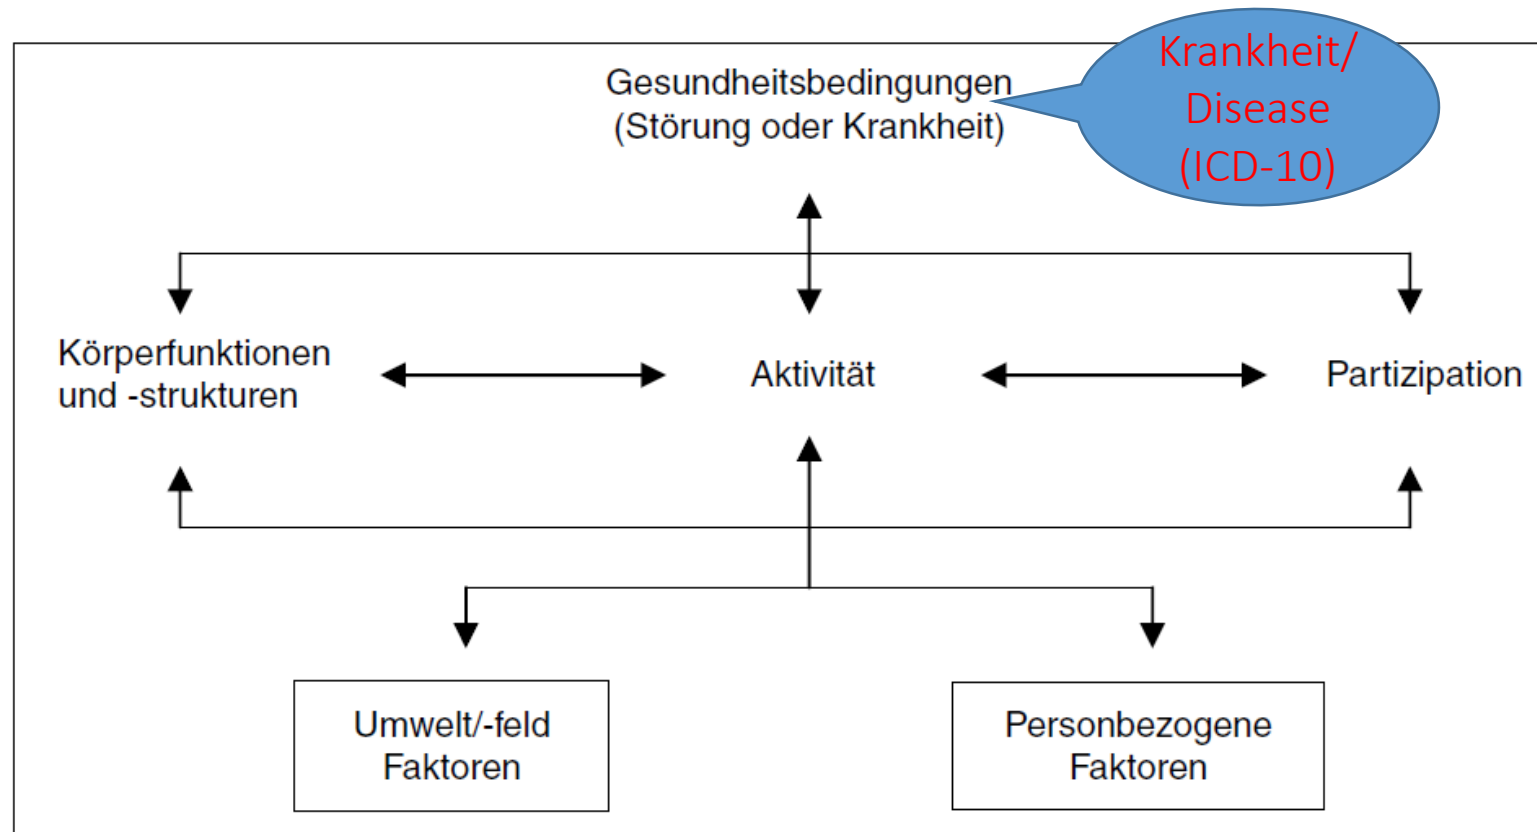 Gesundheitsbedingungen
(Störung oder Krankheit)
Krankheit/
Disease
(ICD-10)
Körperfunktionen
und -strukturen
Aktivität
Partizipation
Umwelt/-feld
Faktoren
Personbezogene
Faktoren